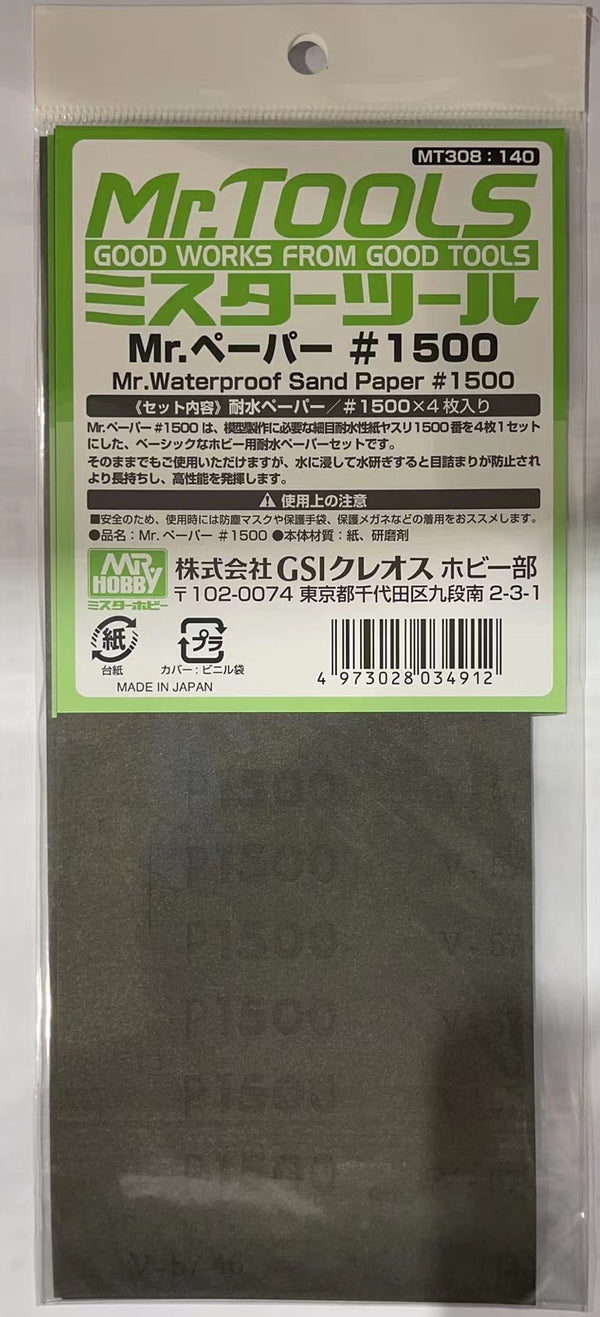 MT308 : 140
Mr.TOOLS
GOOD WORKS FROM GOOD TOOLS
ミスターツール
Mr.ペーパー #1500
Mr.Waterproof Sand Paper #1500
《セット内容》耐水ペーパー/#1500×4枚入り
Mr.ペーパー#1500は、模型製作に必要な細目耐水性紙ヤスリ1500番を4枚1セット
にした、ベーシックなホビー用耐水ペーパーセットです。
そのままでもご使用いただけますが、水に浸して水研ぎすると目詰まりが防止され
より長持ちし、高性能を発揮します。
⚠ 使用上の注意
■安全のため、使用時には防塵マスクや保護手袋、保護メガネなどの着用をおススメします。
●品名:Mr. ペーパー #1500 ●本体材質:紙、研磨剤
MR. HOBBY
ミスターホビー
株式会社 GSIクレオス ホビー部
〒102-0074 東京都千代田区九段南 2-3-1
紙
プラ
台紙
カバー:ビニル袋
MADE IN JAPAN
4 973028 034912
P1500
P1500
P1500
P1500
P1500
P1500